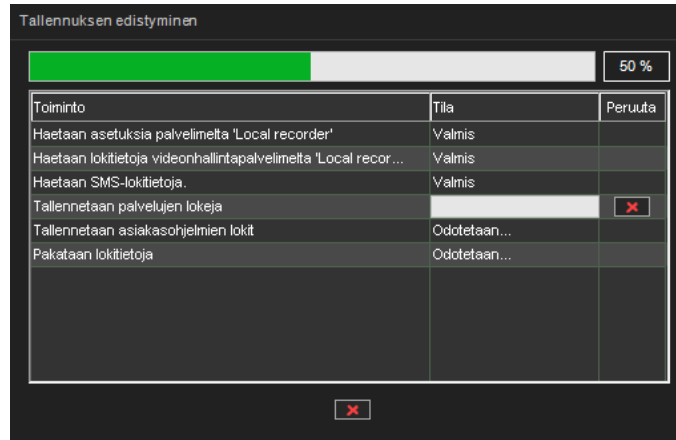 Tallennuksen edistyminen
50 %
Toiminto Tila Peruuta
Haetaan asetuksia palvelimelta 'Local recorder' Valmis
Haetaan lokitietoja videonhallintapalvelimelta 'Local recor... Valmis
Haetaan SMS-lokitietoja. Valmis
Tallennetaan palvelujen lokeja
Tallennetaan asiakasohjelmien lokit Odotetaan...
Pakataan lokitietoja Odotetaan...